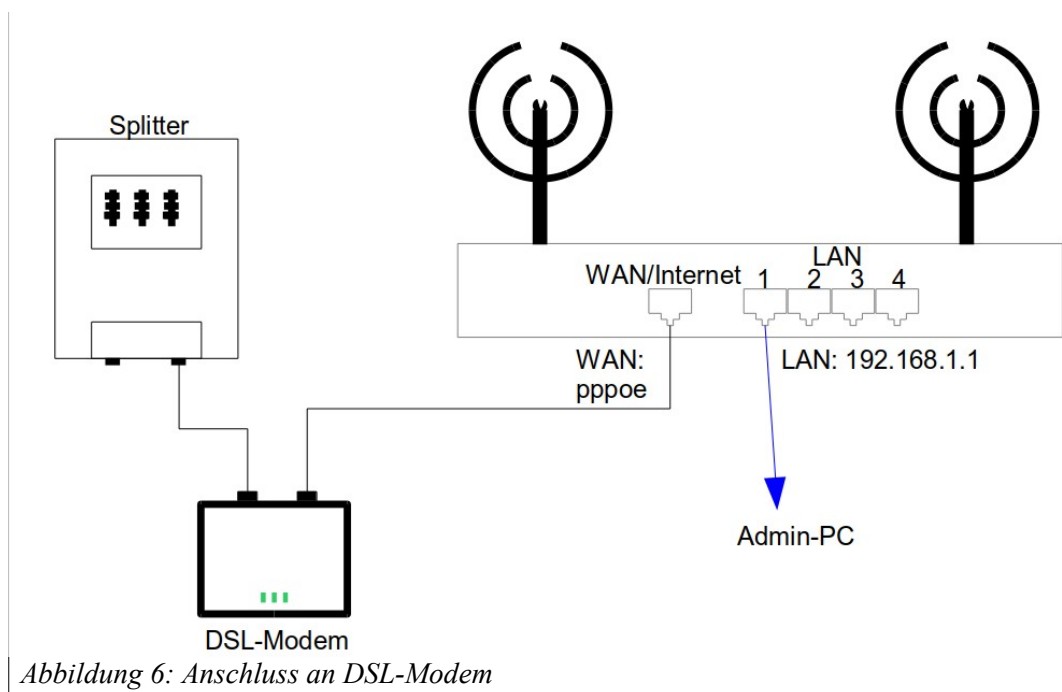 Splitter
LAN
WAN/Internet 1 2 3 4
WAN: LAN: 192.168.1.1
pppoe
Admin-PC
DSL-Modem
Abbildung 6: Anschluss an DSL-Modem